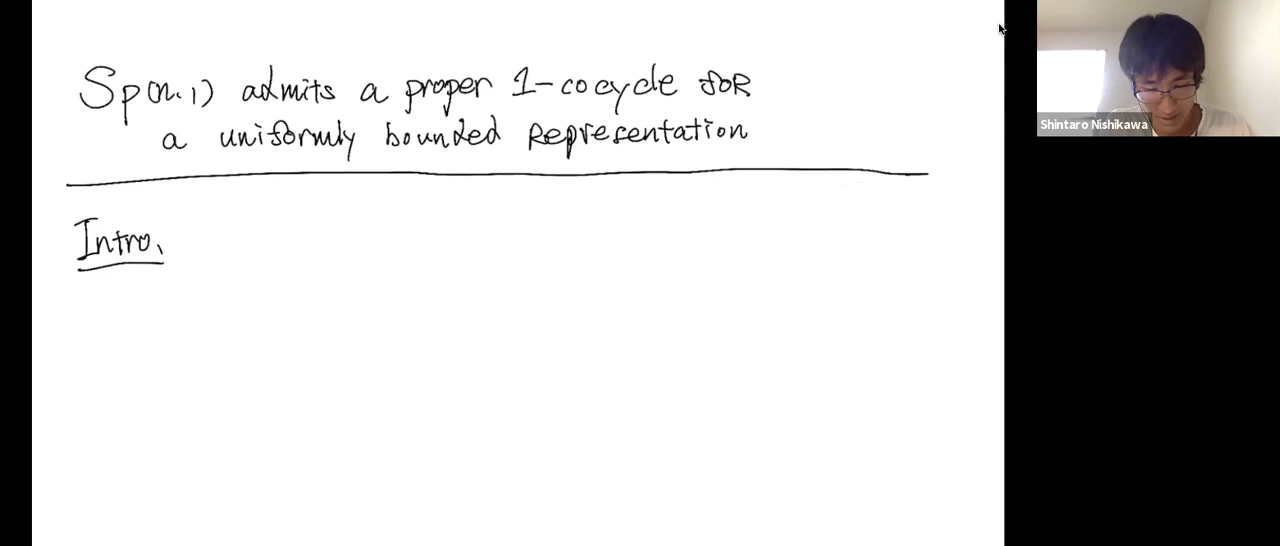 Sp(n.1) admits a proper 1-cocycle for
a uniformly bounded Representation
Intro.
Shintaro Nishikawa